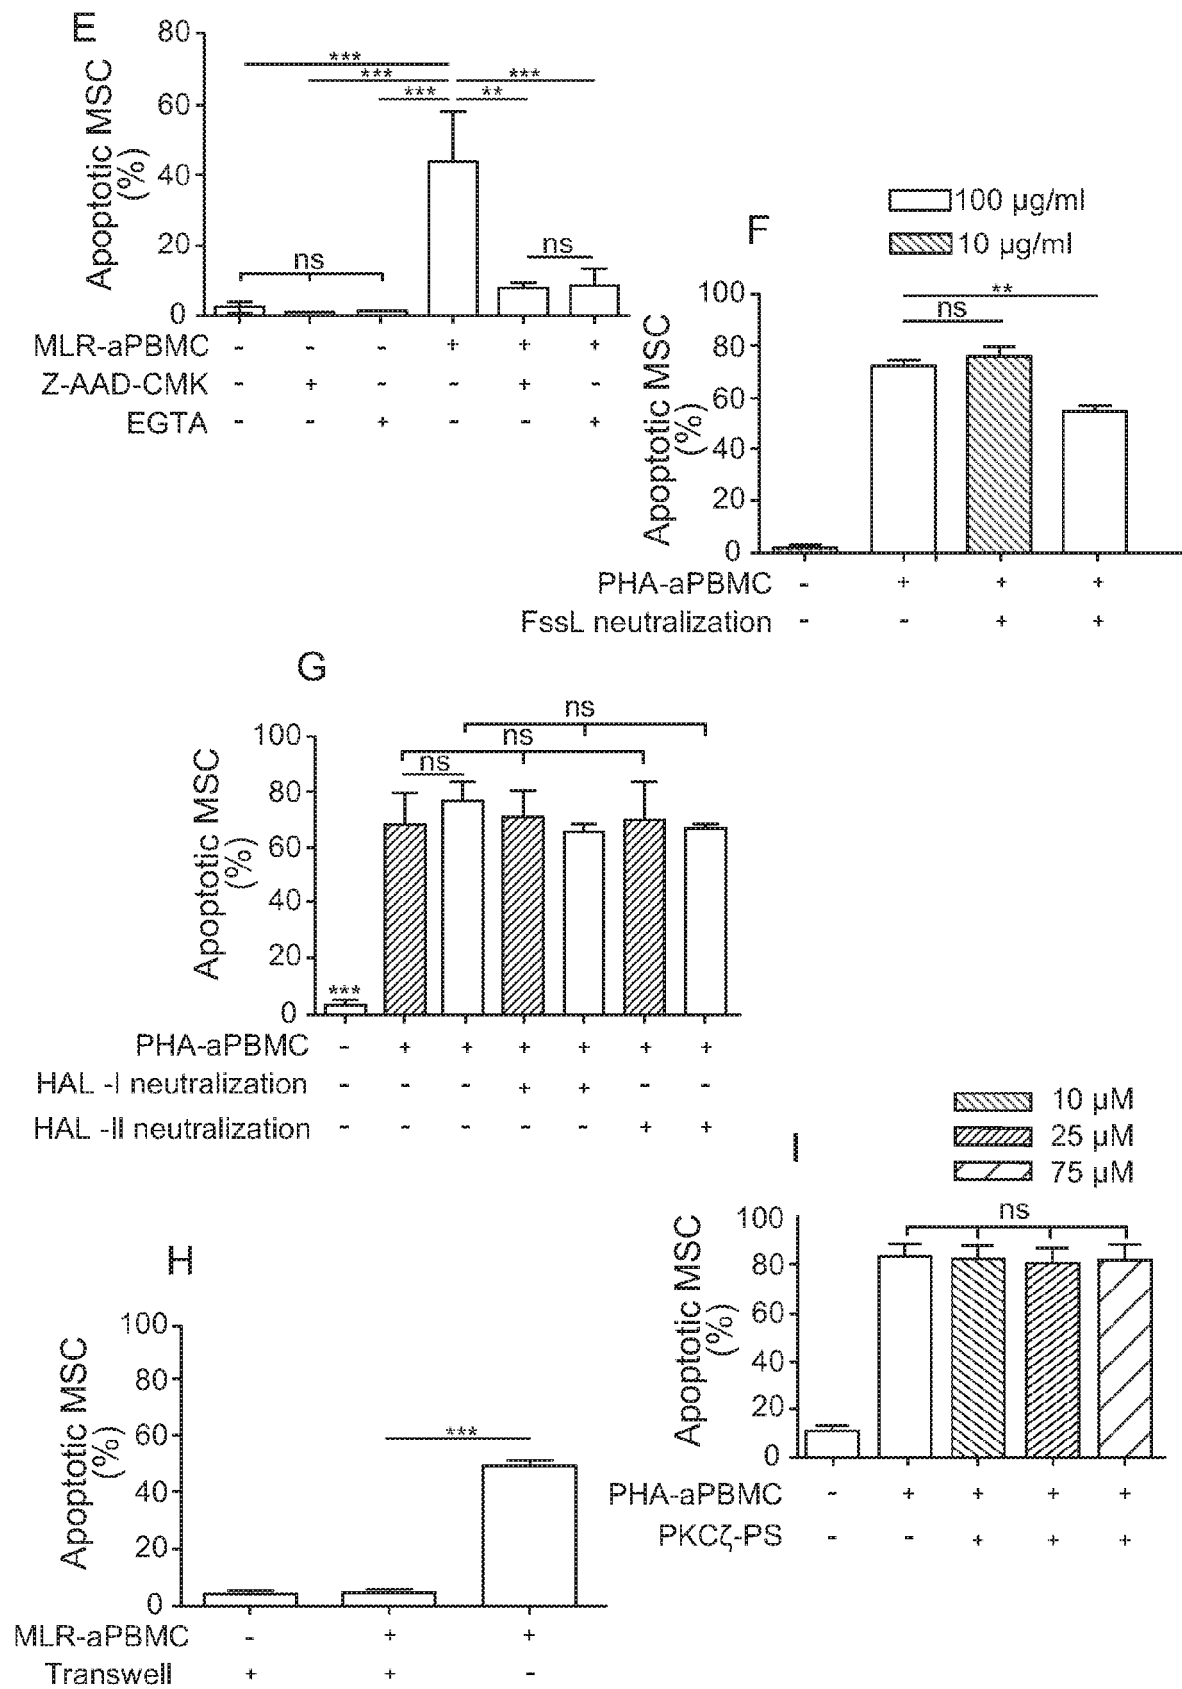 E
Apoptotic MSC
(%)
80
60
40
20
0
***
***
***
***
**
ns
ns
MLR-aPBMC - - - + + +
Z-AAD-CMK - + - - + -
EGTA - - + - - +
F
100 µg/ml
10 µg/ml
Apoptotic MSC
(%)
100
80
60
40
20
0
**
ns
PHA-aPBMC - + + +
FssL neutralization - - + +
G
Apoptotic MSC
(%)
100
80
60
40
20
0
ns
ns
ns
***
PHA-aPBMC - + + + + + +
HAL -I neutralization - - - + + - -
HAL -II neutralization - - - - - + +
H
Apoptotic MSC
(%)
100
80
60
40
20
0
***
MLR-aPBMC - + +
Transwell + + -
I
10 µM
25 µM
75 µM
Apoptotic MSC
(%)
100
80
60
40
20
0
ns
PHA-aPBMC - + + + +
PKCζ-PS - - + + +